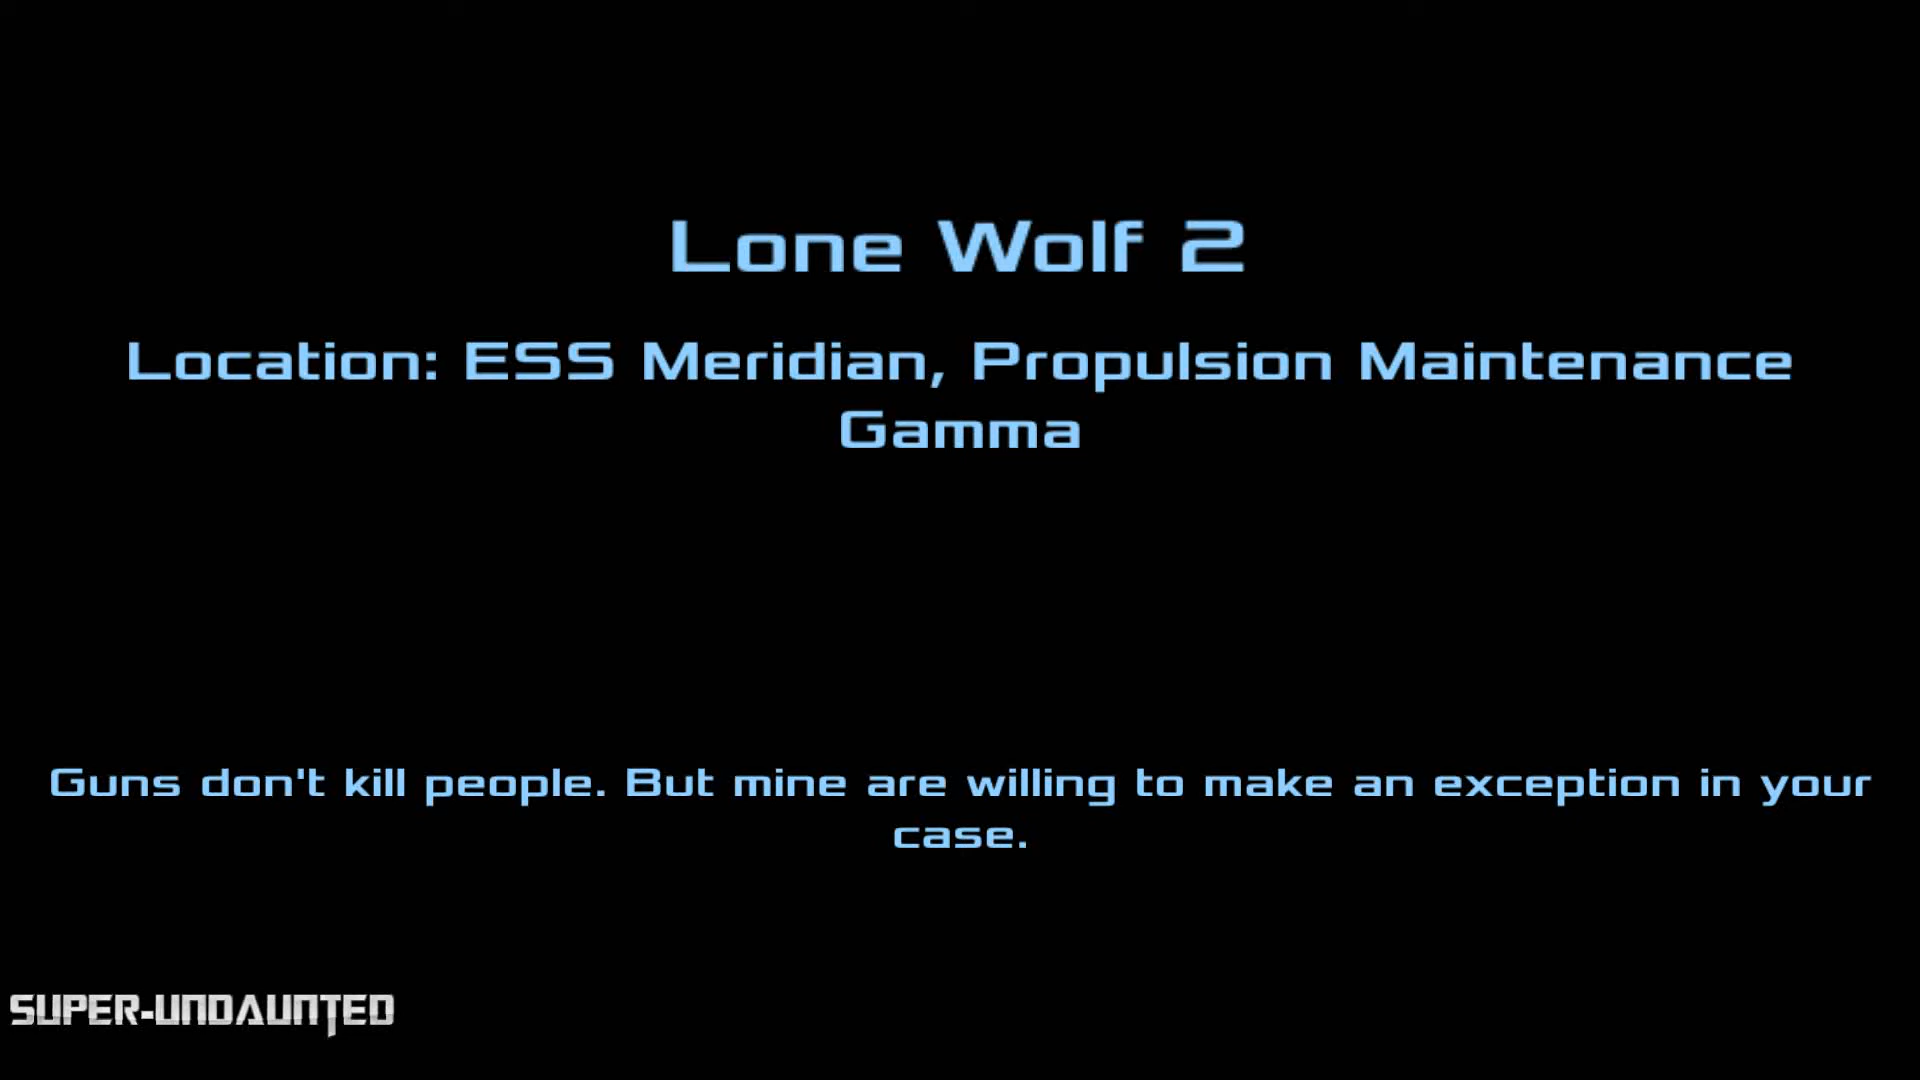 Lone Wolf 2
Location: ESS Meridian, Propulsion Maintenance
Gamma
Guns don't kill people. But mine are willing to make an exception in your
case.
SUPER-UNDAUNTED